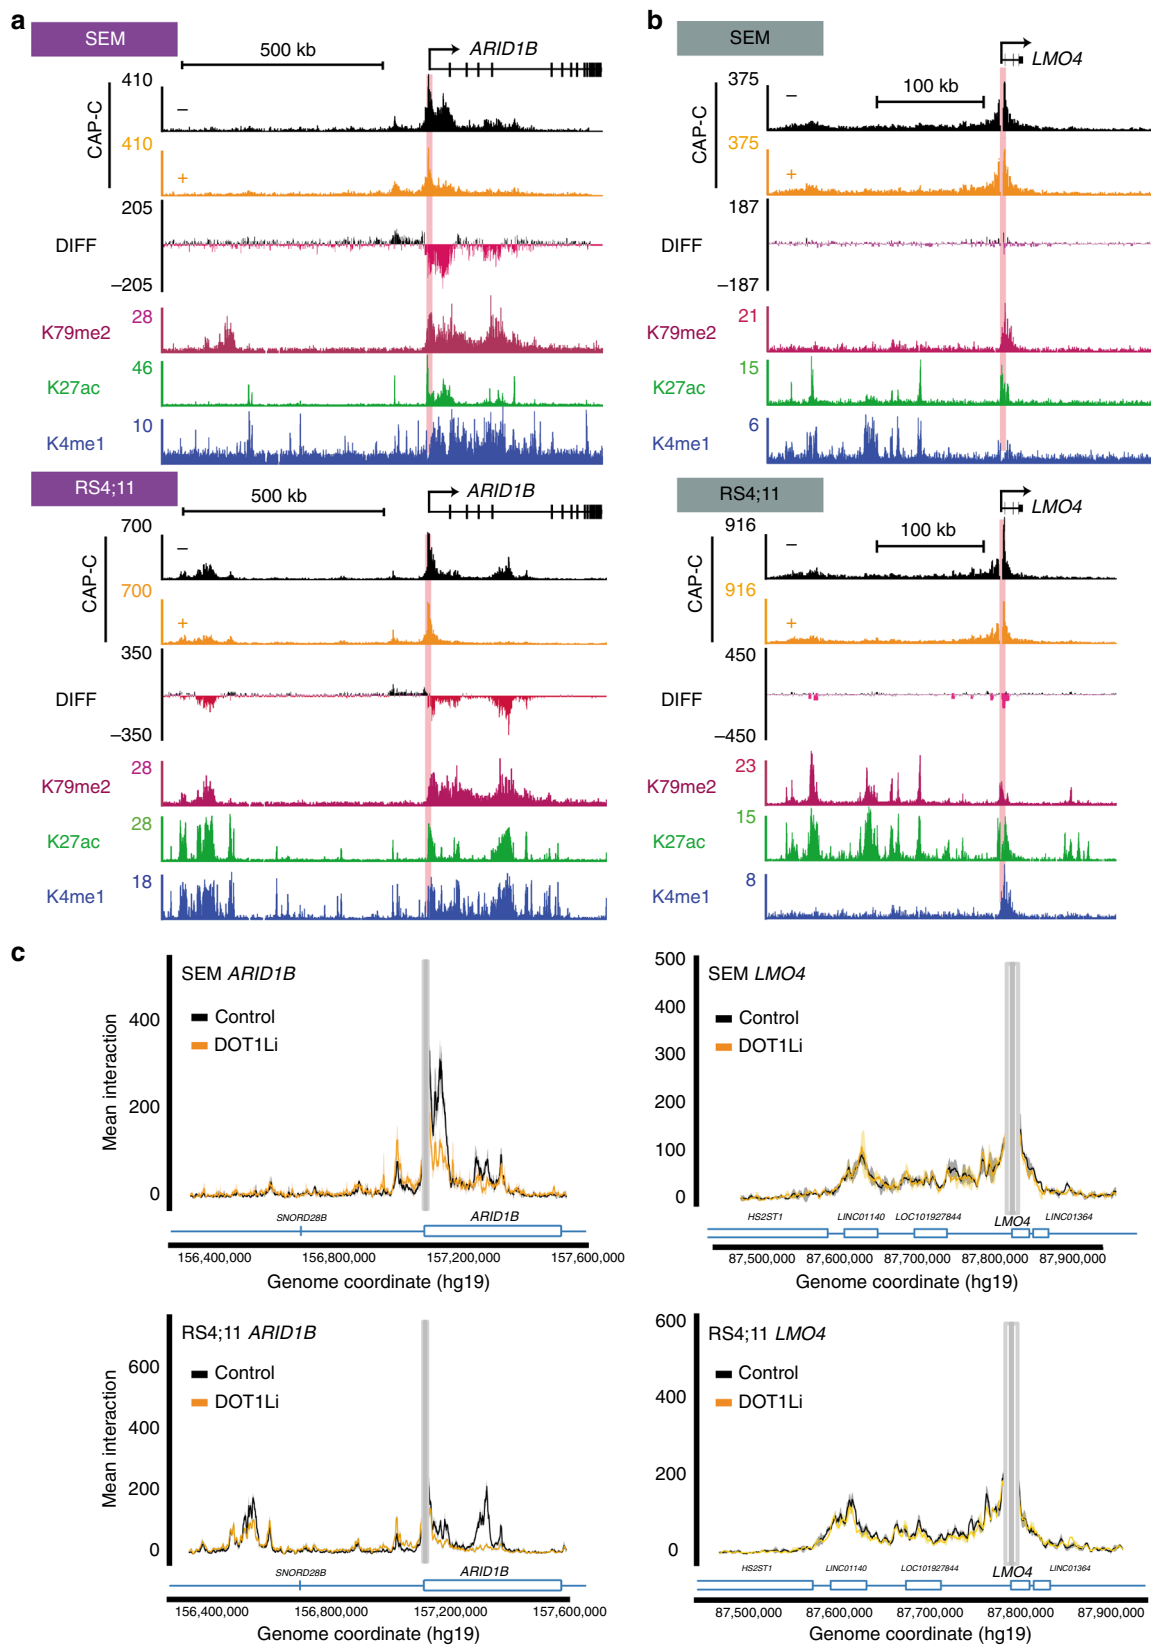 a
SEM
500 kb
ARID1B
CAP-C
410
–
410
+
205
DIFF
–205
K79me2
28
K27ac
46
K4me1
10
RS4;11
500 kb
ARID1B
CAP-C
700
–
700
+
350
DIFF
–350
K79me2
28
K27ac
28
K4me1
18
b
SEM
LMO4
100 kb
CAP-C
375
–
375
+
187
DIFF
–187
K79me2
21
K27ac
15
K4me1
6
RS4;11
LMO4
100 kb
CAP-C
916
–
916
+
450
DIFF
–450
K79me2
23
K27ac
15
K4me1
8
c
SEM ARID1B
Control
DOT1Li
Mean interaction
400
200
0
SNORD28B
ARID1B
156,400,000 156,800,000 157,200,000 157,600,000
Genome coordinate (hg19)
SEM LMO4
Control
DOT1Li
500
400
300
200
100
0
HS2ST1 LINC01140 LOC101927844 LMO4 LINC01364
87,500,000 87,600,000 87,700,000 87,800,000 87,900,000
Genome coordinate (hg19)
RS4;11 ARID1B
Control
DOT1Li
Mean interaction
600
400
200
0
SNORD28B
ARID1B
156,400,000 156,800,000 157,200,000 157,600,000
Genome coordinate (hg19)
RS4;11 LMO4
Control
DOT1Li
600
400
200
0
HS2ST1 LINC01140 LOC101927844 LMO4 LINC01364
87,500,000 87,600,000 87,700,000 87,800,000 87,900,000
Genome coordinate (hg19)